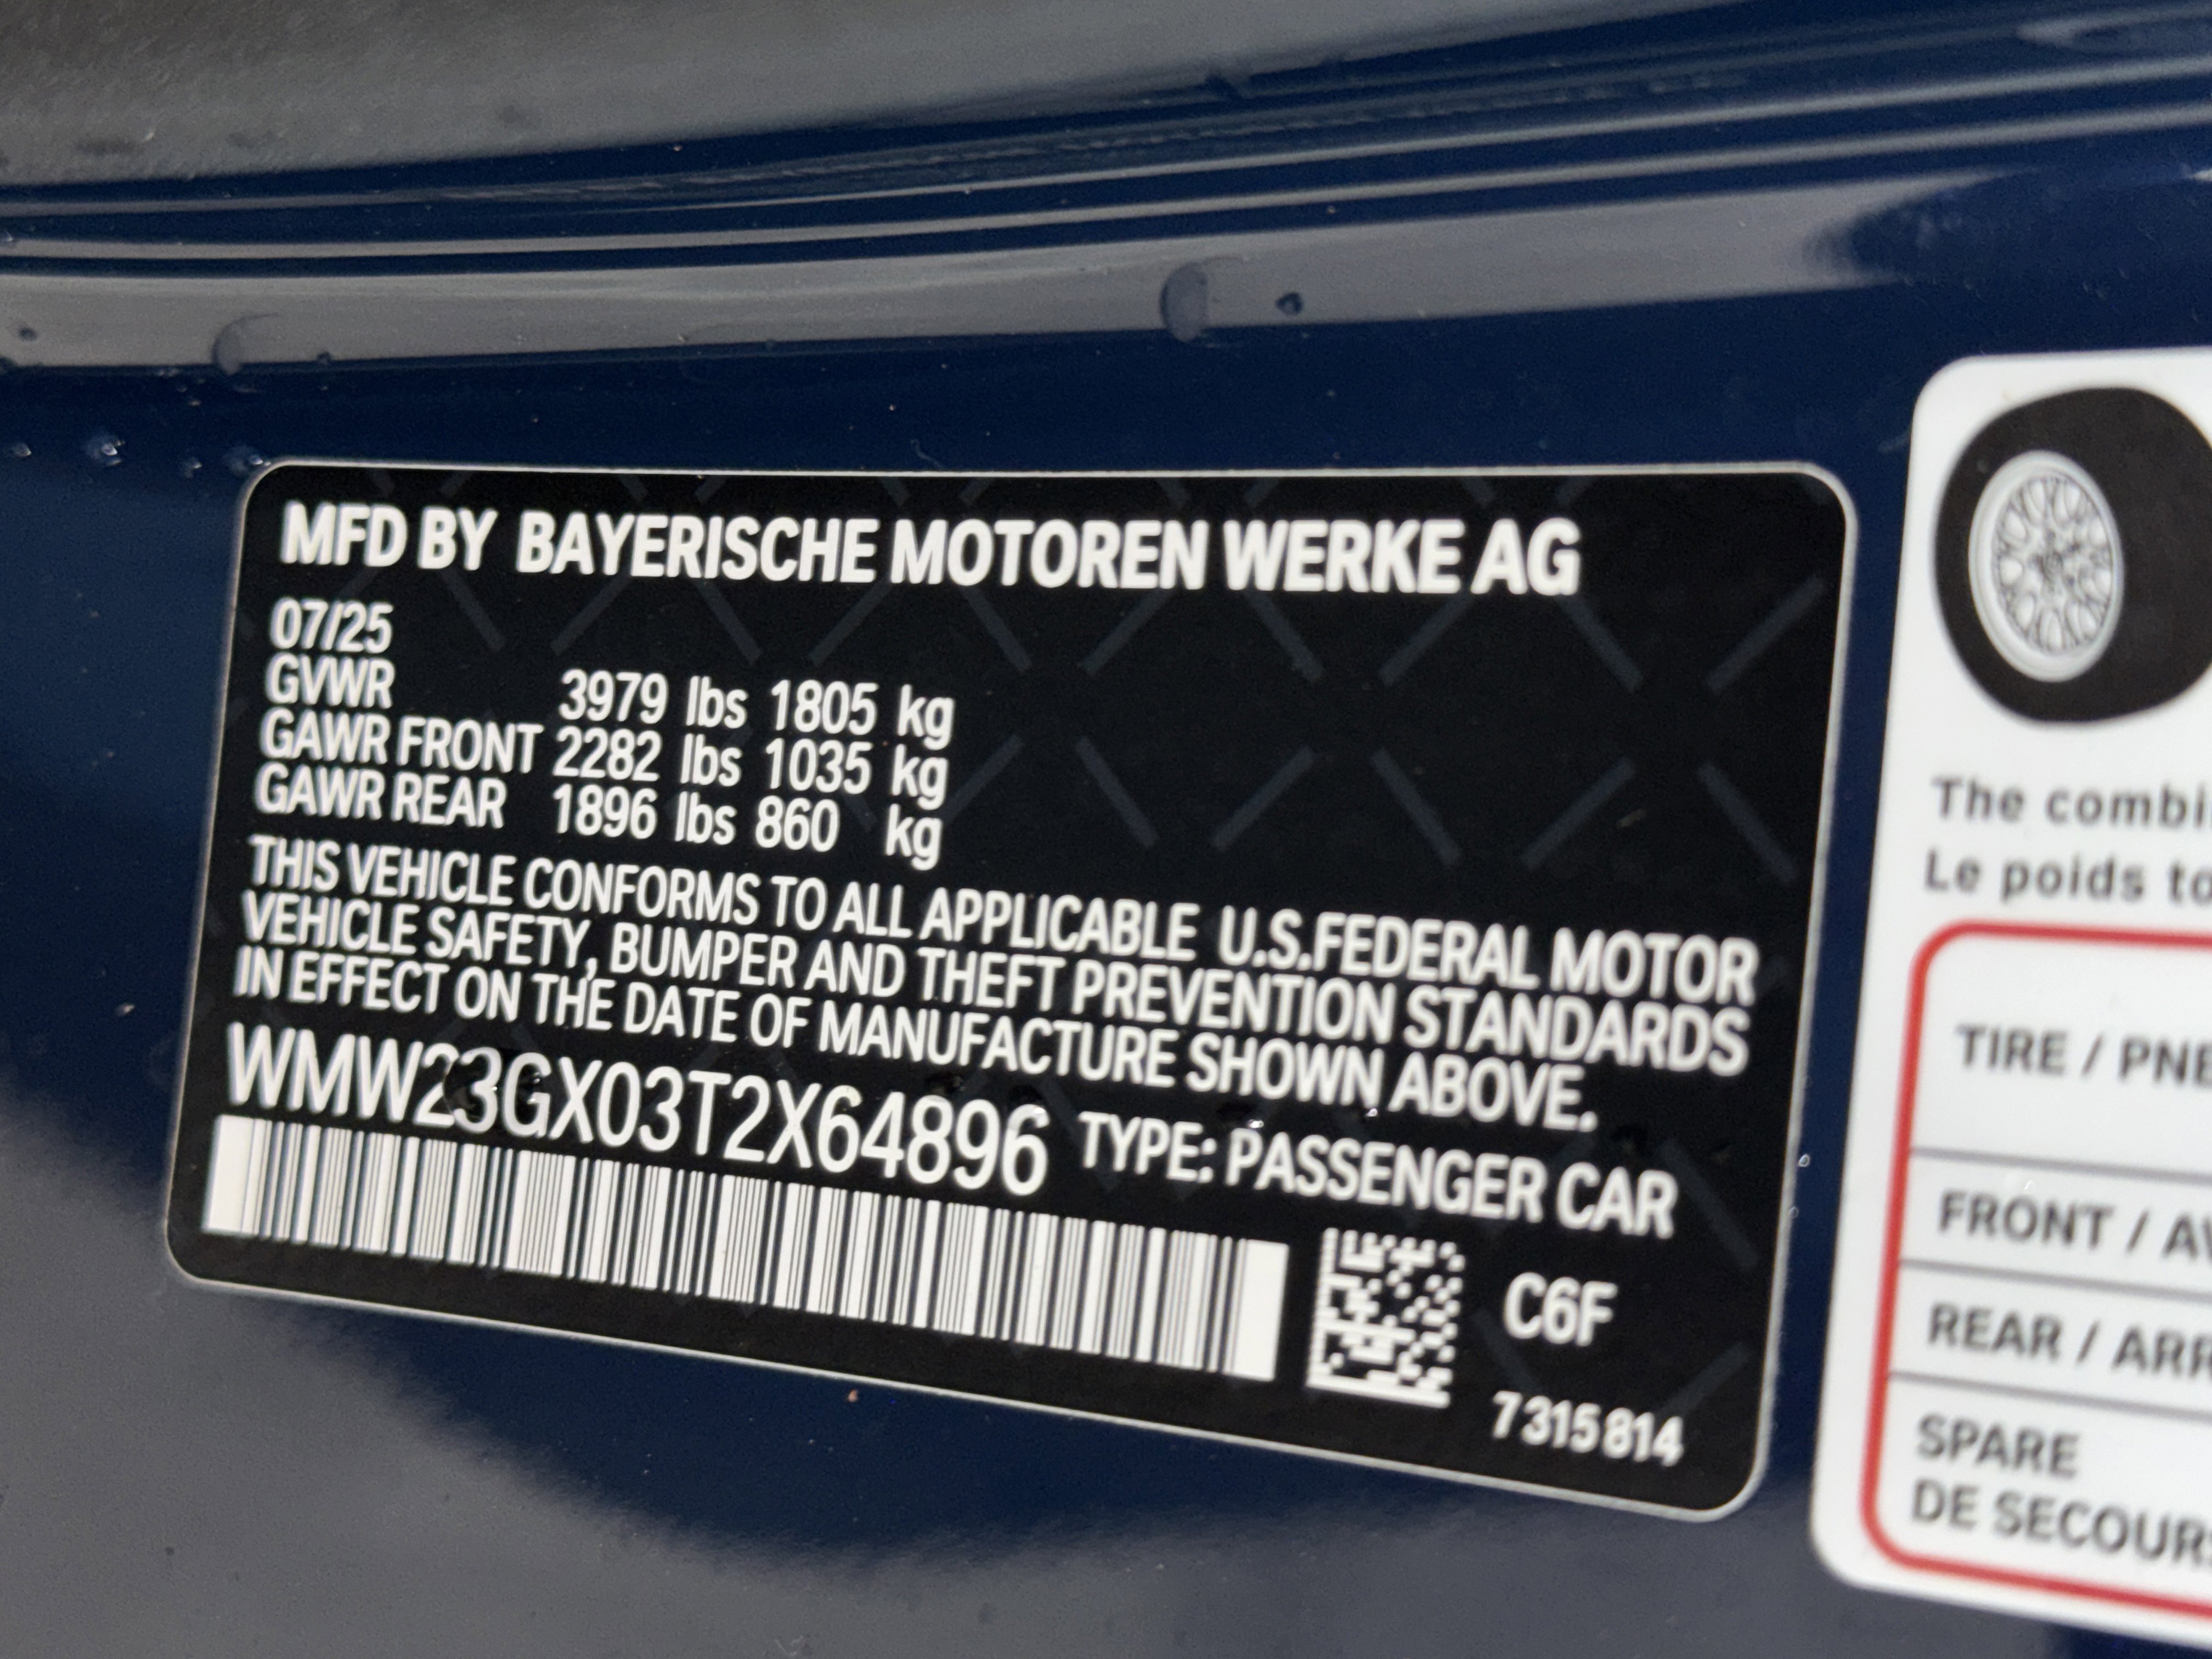 MFD BY BAYERISCHE MOTOREN WERKE AG
07/25
GVWR 3979 lbs 1805 kg
GAWR FRONT 2282 lbs 1035 kg
GAWR REAR 1896 lbs 860 kg
THIS VEHICLE CONFORMS TO ALL APPLICABLE U.S.FEDERAL MOTOR
VEHICLE SAFETY, BUMPER AND THEFT PREVENTION STANDARDS
IN EFFECT ON THE DATE OF MANUFACTURE SHOWN ABOVE.
WMW23GX03T2X64896 TYPE: PASSENGER CAR
C6F
7315814
The combi
Le poids to
TIRE / PNE
FRONT / AV
REAR / ARR
SPARE
DE SECOURS